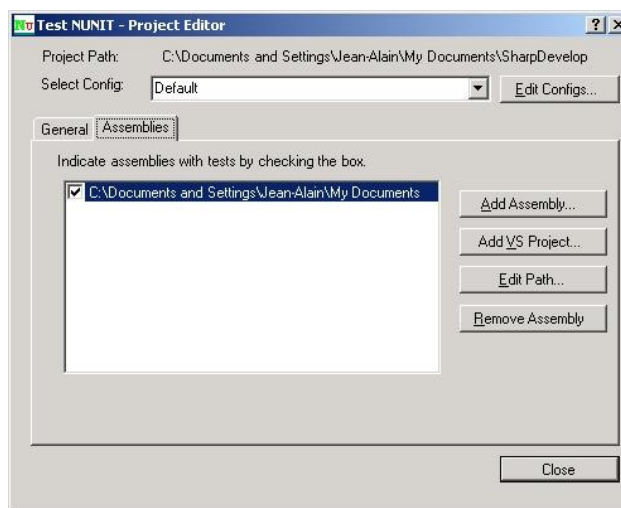 Test NUNIT - Project Editor
Project Path: C:\Documents and Settings\Jean-Alain\My Documents\SharpDevelop
Select Config: Default Edit Configs...
General Assemblies
Indicate assemblies with tests by checking the box.
C:\Documents and Settings\Jean-Alain\My Documents
Add Assembly...
Add VS Project...
Edit Path...
Remove Assembly
Close